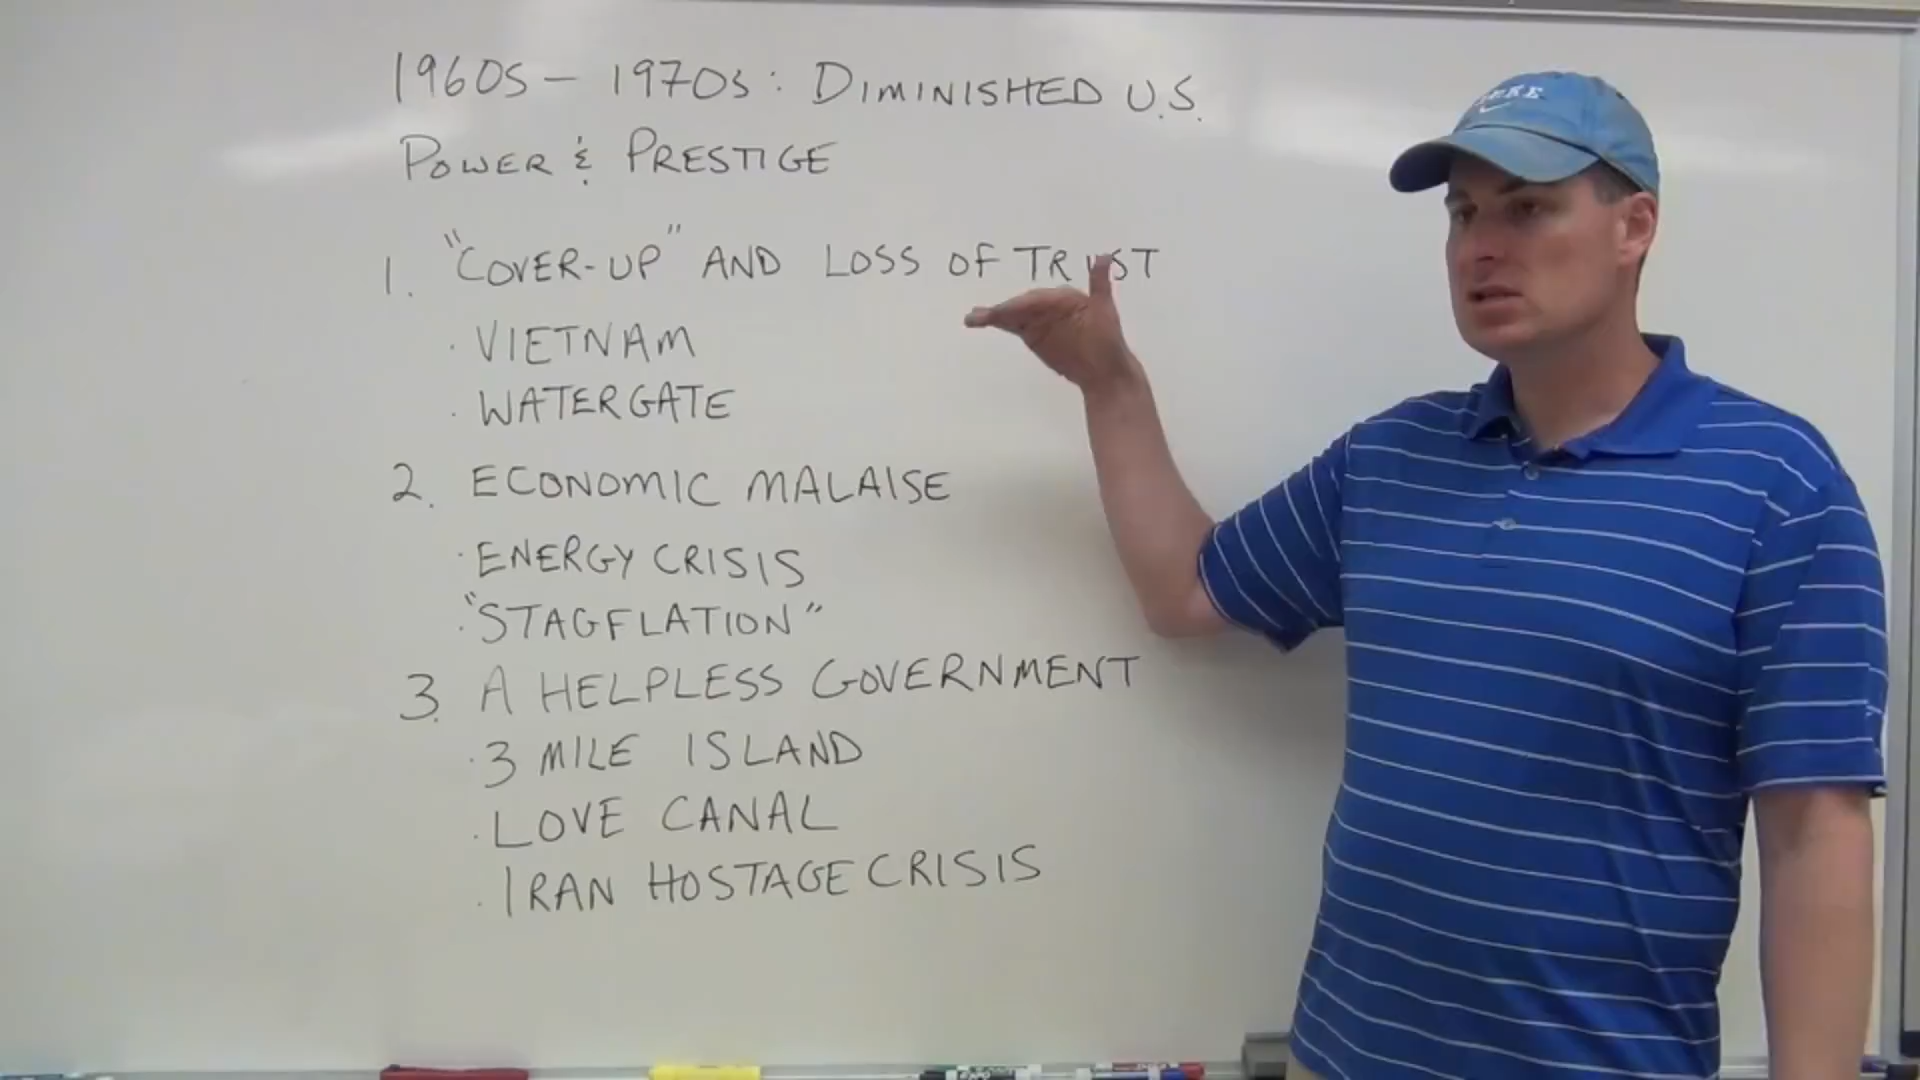 1960s – 1970s: DIMINISHED U.S.
POWER & PRESTIGE
1. "COVER-UP" AND LOSS OF TRUST
· VIETNAM
· WATERGATE
2. ECONOMIC MALAISE
· ENERGY CRISIS
· "STAGFLATION"
3. A HELPLESS GOVERNMENT
· 3 MILE ISLAND
· LOVE CANAL
· IRAN HOSTAGE CRISIS
EXPO